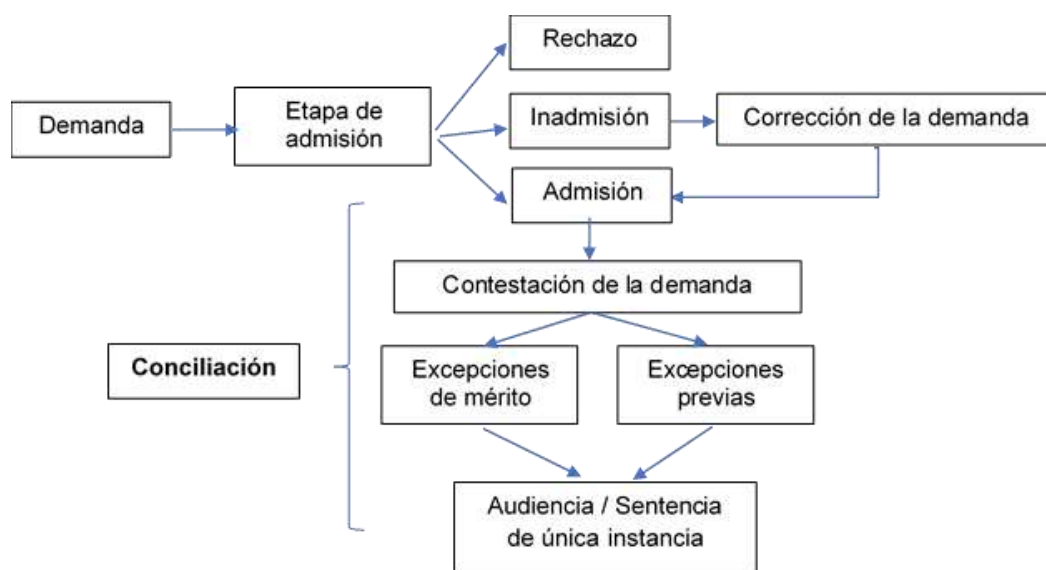 Rechazo
Demanda
Etapa de
admisión
Inadmisión
Corrección de la demanda
Admisión
Contestación de la demanda
Conciliación
Excepciones
de mérito
Excepciones
previas
Audiencia / Sentencia
de única instancia